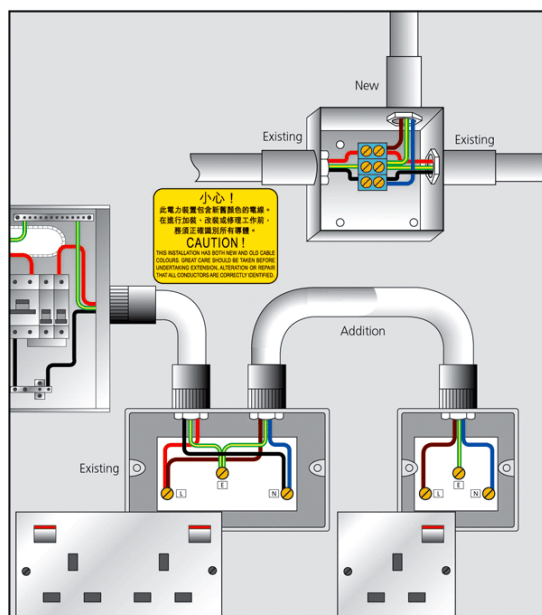 New
Existing
Existing
小心！
此電力裝置包含新舊顏色的電線。
在進行加裝、改裝或修理工作前，
務須正確識別所有導體。
CAUTION !
THIS INSTALLATION HAS BOTH NEW AND OLD CABLE
COLOURS. GREAT CARE SHOULD BE TAKEN BEFORE
UNDERTAKING EXTENSION, ALTERATION OR REPAIR
THAT ALL CONDUCTORS ARE CORRECTLY IDENTIFIED.
Addition
Existing
L
E
N
L
E
N